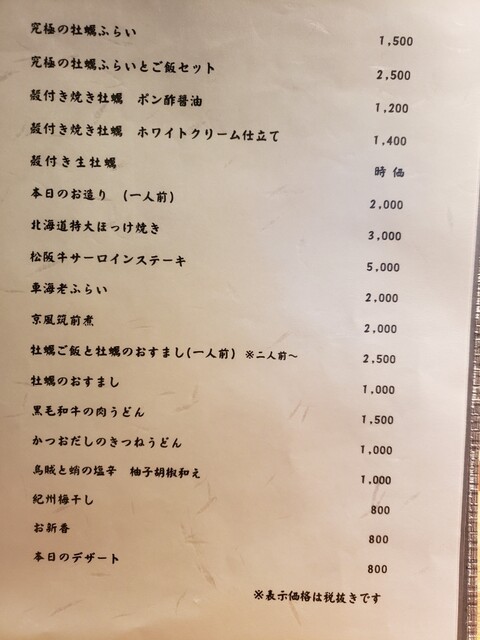 究極の牡蠣ふらい 1,500
究極の牡蠣ふらいとご飯セット 2,500
殻付き焼き牡蠣 ポン酢醤油 1,200
殻付き焼き牡蠣 ホワイトクリーム仕立て 1,400
殻付き生牡蠣 時価
本日のお造り (一人前) 2,000
北海道特大ほっけ焼き 3,000
松阪牛サーロインステーキ 5,000
車海老ふらい 2,000
京風筑前煮 2,000
牡蠣ご飯と牡蠣のおすまし(一人前) ※二人前～ 2,500
牡蠣のおすまし 1,000
黒毛和牛の肉うどん 1,500
かつおだしのきつねうどん 1,000
烏賊と蛸の塩辛 柚子胡椒和え 1,000
紀州梅干し 800
お新香 800
本日のデザート 800
※表示価格は税抜きです